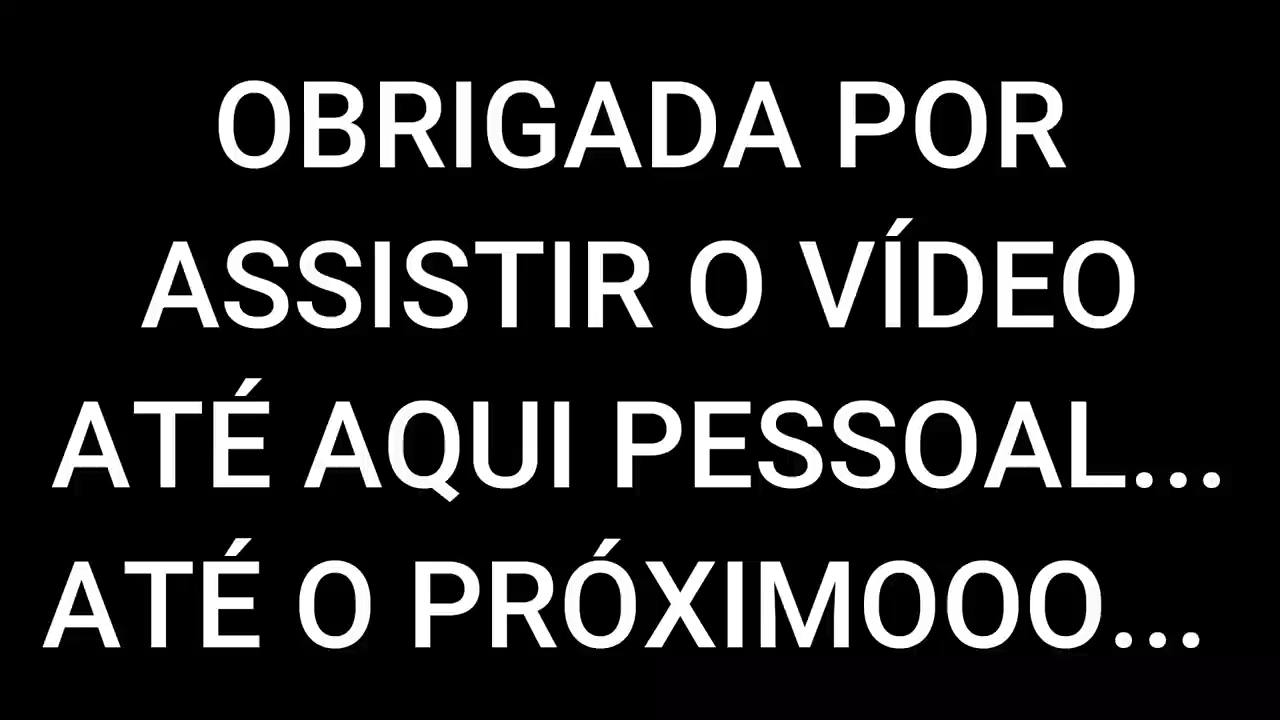 OBRIGADA POR
ASSISTIR O VÍDEO
ATÉ AQUI PESSOAL...
ATÉ O PRÓXIMOOO...